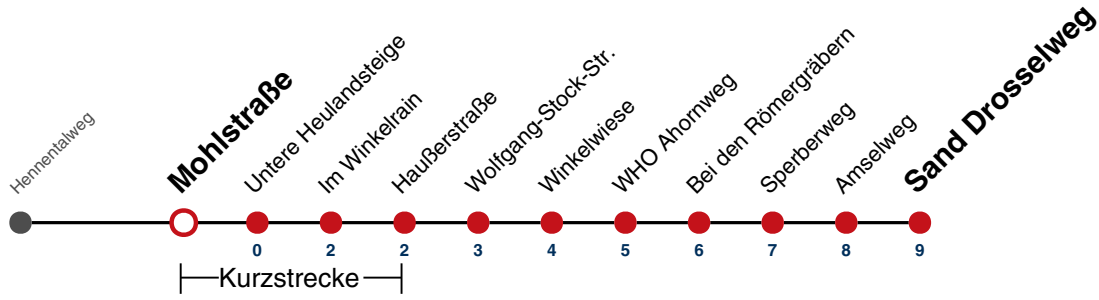 Hennentalweg
Mohlstraße
Untere Heulandsteige
Im Winkelrain
Haußerstraße
Wolfgang-Stock-Str.
Winkelwiese
WHO Ahornweg
Bei den Römergräbern
Sperberweg
Amselweg
Sand Drosselweg
0 2 2 3 4 5 6 7 8 9
Kurzstrecke